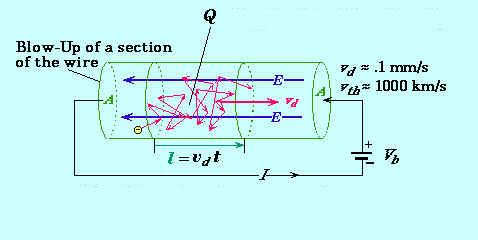 Q
Blow-Up of a section
of the wire
A
E
E
v_d
A
v_d ≈ .1 mm/s
v_th ≈ 1000 km/s
l = v_d t
I
+
−
V_b